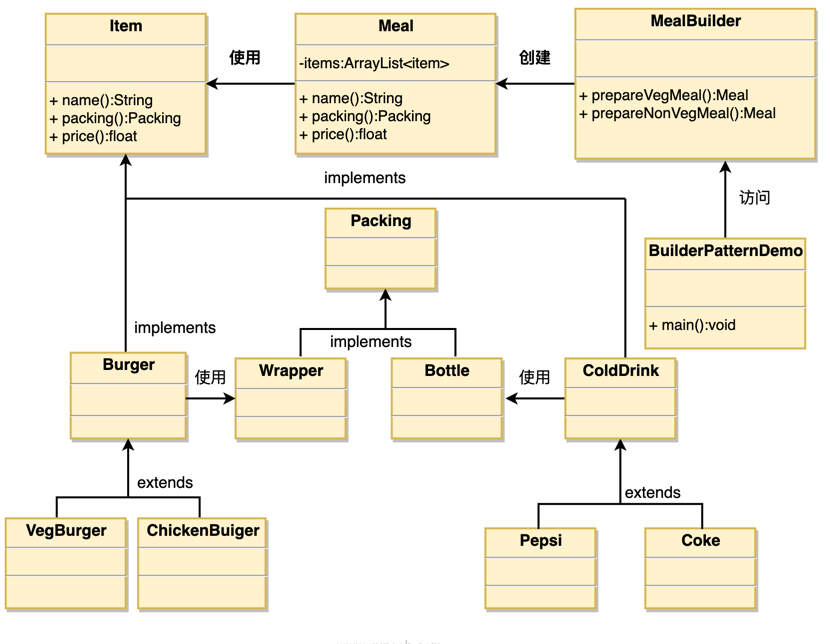 Item
+ name():String
+ packing():Packing
+ price():float
使用
Meal
-items:ArrayList<item>
+ name():String
+ packing():Packing
+ price():float
创建
MealBuilder
+ prepareVegMeal():Meal
+ prepareNonVegMeal():Meal
访问
BuilderPatternDemo
+ main():void
implements
Packing
implements
implements
Burger
使用
Wrapper
Bottle
使用
ColdDrink
extends
extends
VegBurger
ChickenBuiger
Pepsi
Coke